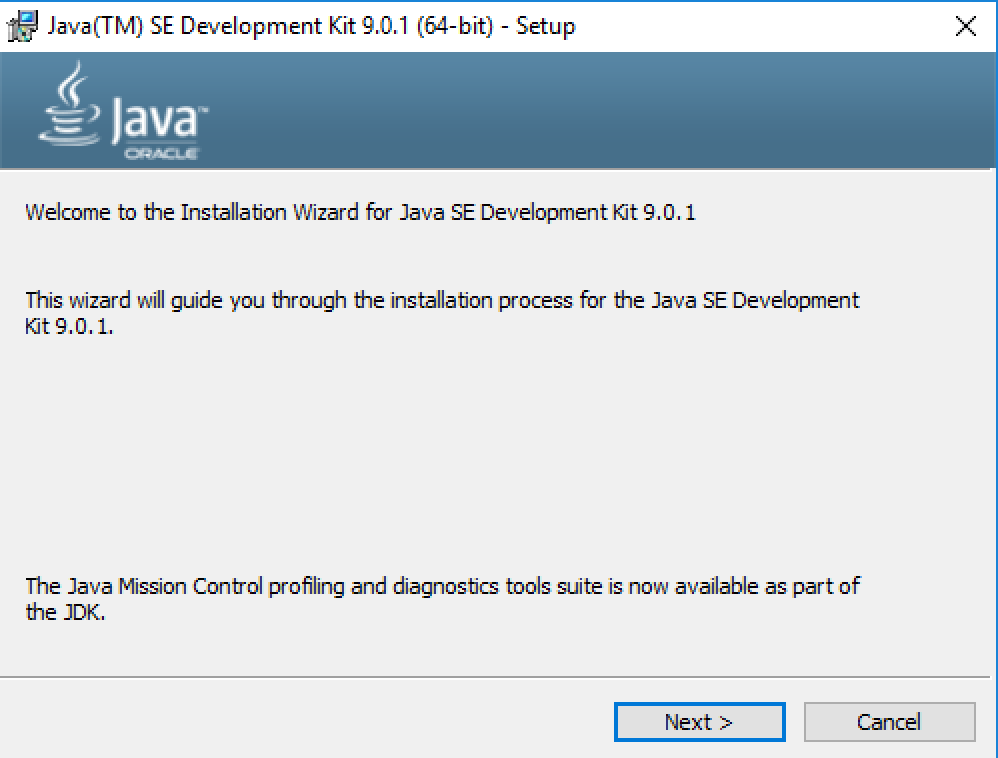 Java(TM) SE Development Kit 9.0.1 (64-bit) - Setup
Java™
ORACLE
Welcome to the Installation Wizard for Java SE Development Kit 9.0.1
This wizard will guide you through the installation process for the Java SE Development
Kit 9.0.1.
The Java Mission Control profiling and diagnostics tools suite is now available as part of
the JDK.
Next > Cancel